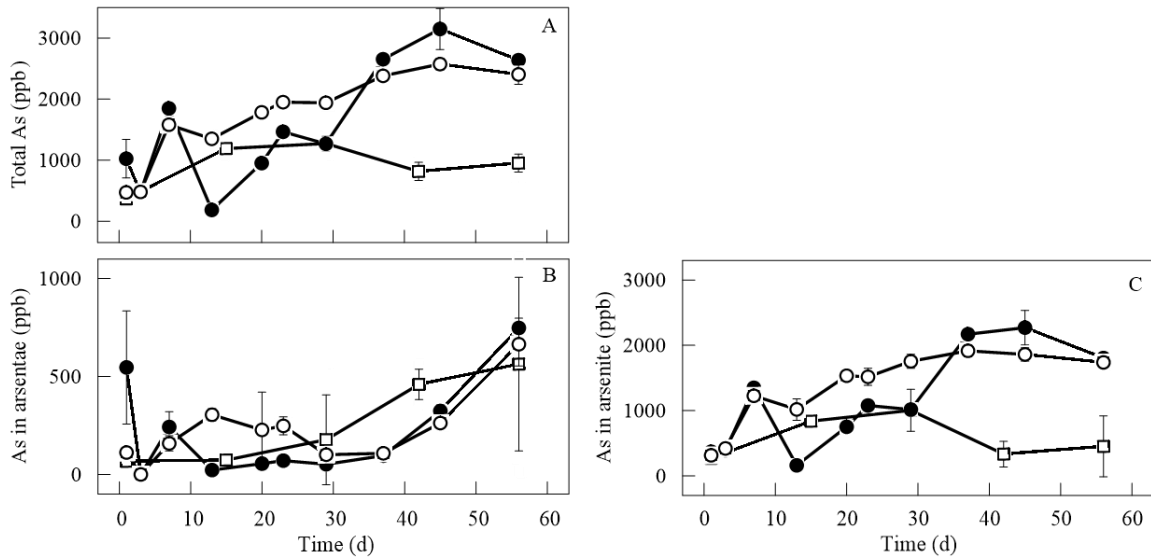 A
3000
2000
1000
0
Total As (ppb)
B
1000
500
0
As in arsentae (ppb)
0 10 20 30 40 50 60
Time (d)
C
3000
2000
1000
0
As in arsenite (ppb)
0 10 20 30 40 50 60
Time (d)